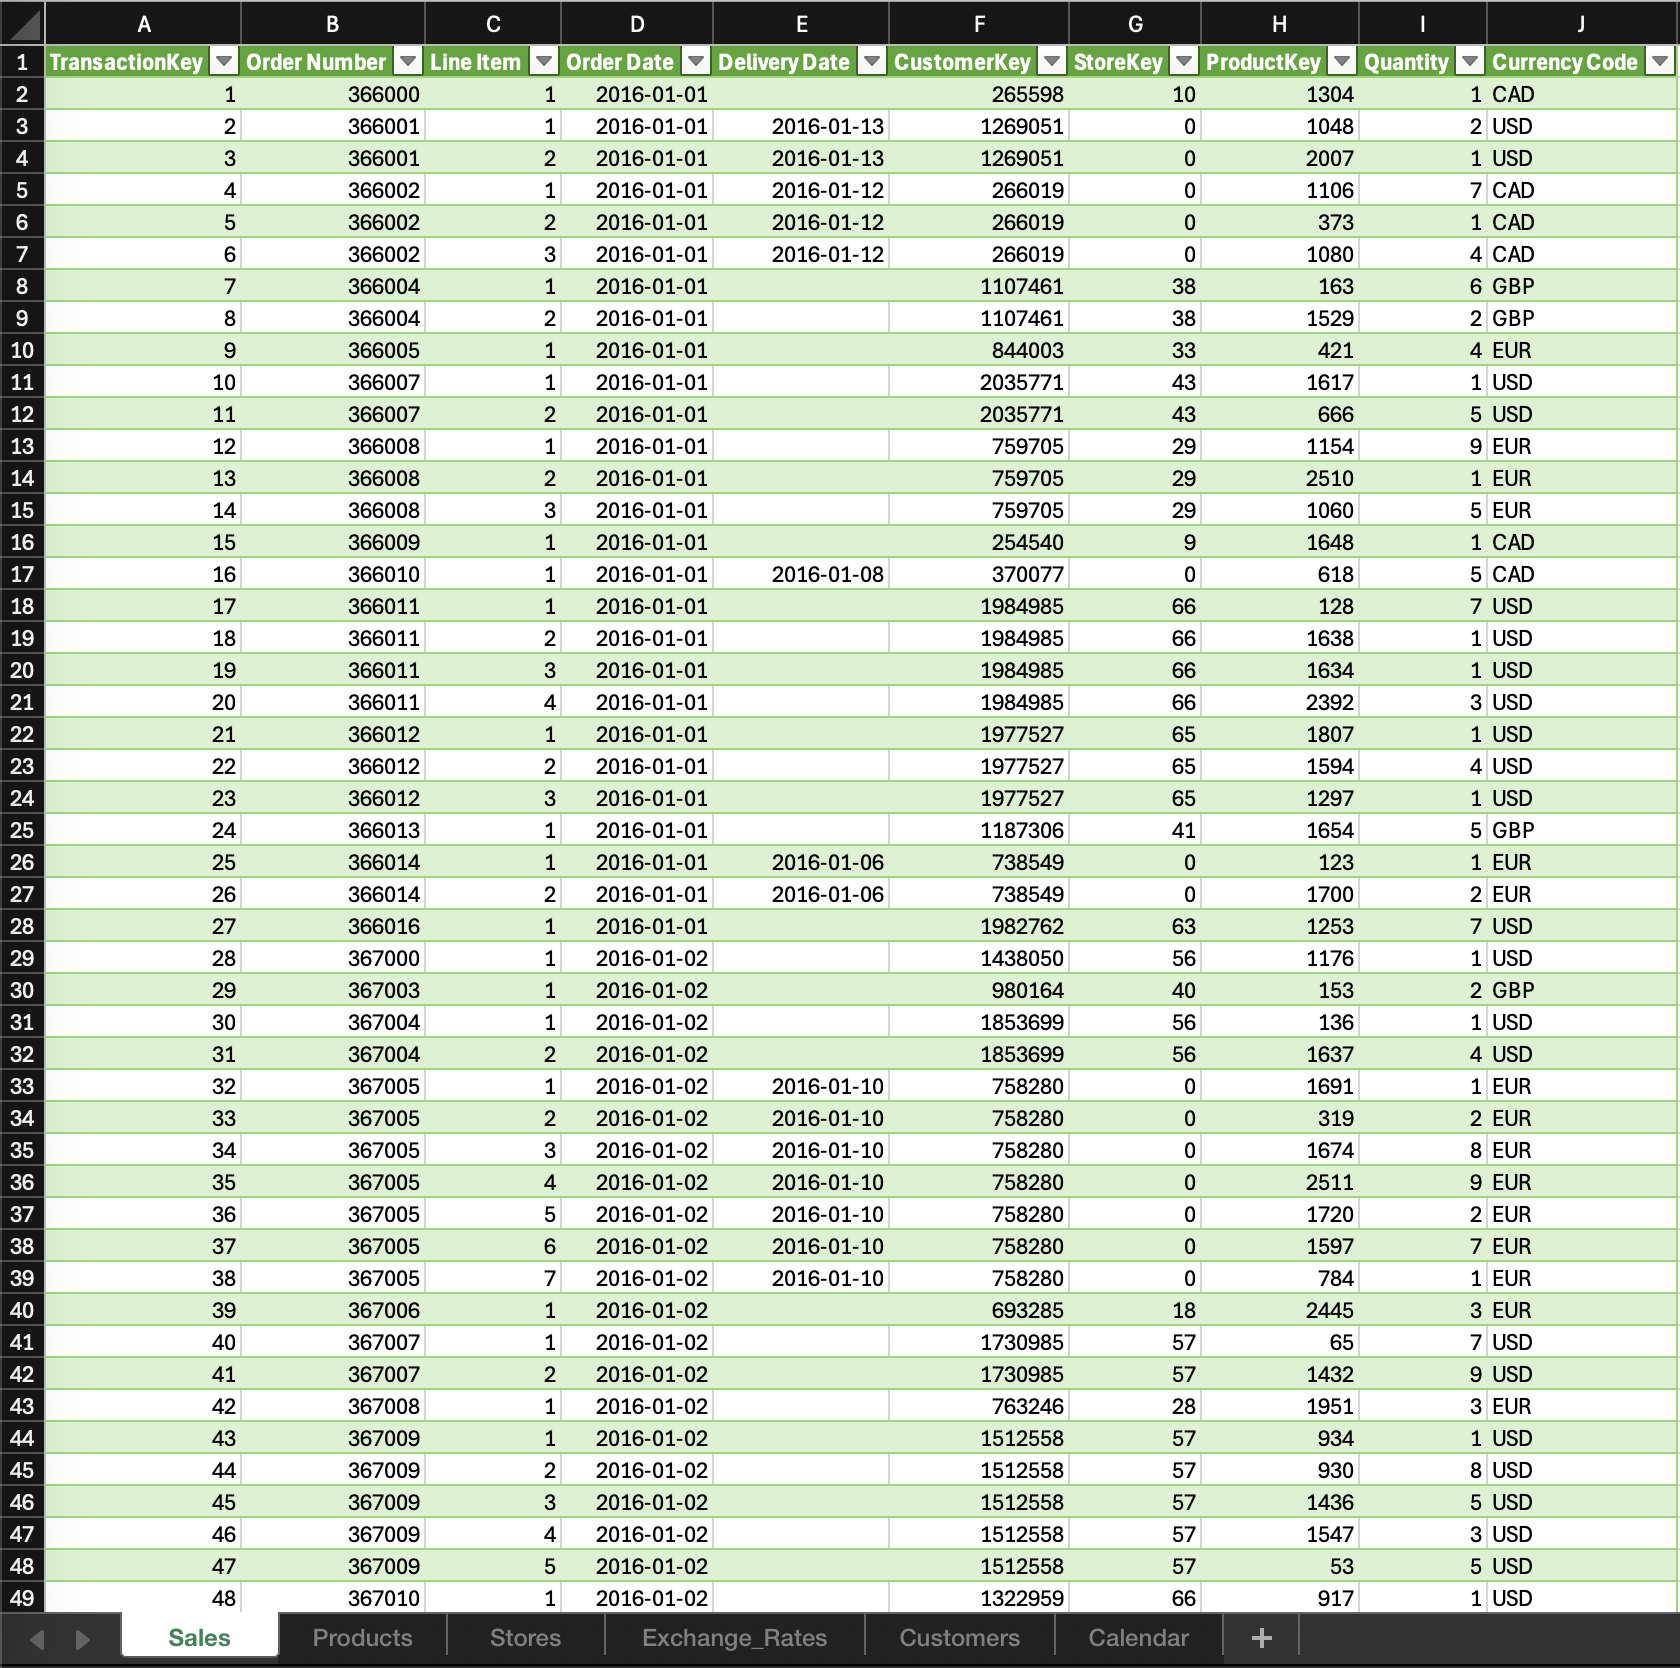 A B C D E F G H I J
1 TransactionKey Order Number Line Item Order Date Delivery Date CustomerKey StoreKey ProductKey Quantity Currency Code
2 1 366000 1 2016-01-01 265598 10 1304 1 CAD
3 2 366001 1 2016-01-01 2016-01-13 1269051 0 1048 2 USD
4 3 366001 2 2016-01-01 2016-01-13 1269051 0 2007 1 USD
5 4 366002 1 2016-01-01 2016-01-12 266019 0 1106 7 CAD
6 5 366002 2 2016-01-01 2016-01-12 266019 0 373 1 CAD
7 6 366002 3 2016-01-01 2016-01-12 266019 0 1080 4 CAD
8 7 366004 1 2016-01-01 1107461 38 163 6 GBP
9 8 366004 2 2016-01-01 1107461 38 1529 2 GBP
10 9 366005 1 2016-01-01 844003 33 421 4 EUR
11 10 366007 1 2016-01-01 2035771 43 1617 1 USD
12 11 366007 2 2016-01-01 2035771 43 666 5 USD
13 12 366008 1 2016-01-01 759705 29 1154 9 EUR
14 13 366008 2 2016-01-01 759705 29 2510 1 EUR
15 14 366008 3 2016-01-01 759705 29 1060 5 EUR
16 15 366009 1 2016-01-01 254540 9 1648 1 CAD
17 16 366010 1 2016-01-01 2016-01-08 370077 0 618 5 CAD
18 17 366011 1 2016-01-01 1984985 66 128 7 USD
19 18 366011 2 2016-01-01 1984985 66 1638 1 USD
20 19 366011 3 2016-01-01 1984985 66 1634 1 USD
21 20 366011 4 2016-01-01 1984985 66 2392 3 USD
22 21 366012 1 2016-01-01 1977527 65 1807 1 USD
23 22 366012 2 2016-01-01 1977527 65 1594 4 USD
24 23 366012 3 2016-01-01 1977527 65 1297 1 USD
25 24 366013 1 2016-01-01 1187306 41 1654 5 GBP
26 25 366014 1 2016-01-01 2016-01-06 738549 0 123 1 EUR
27 26 366014 2 2016-01-01 2016-01-06 738549 0 1700 2 EUR
28 27 366016 1 2016-01-01 1982762 63 1253 7 USD
29 28 367000 1 2016-01-02 1438050 56 1176 1 USD
30 29 367003 1 2016-01-02 980164 40 153 2 GBP
31 30 367004 1 2016-01-02 1853699 56 136 1 USD
32 31 367004 2 2016-01-02 1853699 56 1637 4 USD
33 32 367005 1 2016-01-02 2016-01-10 758280 0 1691 1 EUR
34 33 367005 2 2016-01-02 2016-01-10 758280 0 319 2 EUR
35 34 367005 3 2016-01-02 2016-01-10 758280 0 1674 8 EUR
36 35 367005 4 2016-01-02 2016-01-10 758280 0 2511 9 EUR
37 36 367005 5 2016-01-02 2016-01-10 758280 0 1720 2 EUR
38 37 367005 6 2016-01-02 2016-01-10 758280 0 1597 7 EUR
39 38 367005 7 2016-01-02 2016-01-10 758280 0 784 1 EUR
40 39 367006 1 2016-01-02 693285 18 2445 3 EUR
41 40 367007 1 2016-01-02 1730985 57 65 7 USD
42 41 367007 2 2016-01-02 1730985 57 1432 9 USD
43 42 367008 1 2016-01-02 763246 28 1951 3 EUR
44 43 367009 1 2016-01-02 1512558 57 934 1 USD
45 44 367009 2 2016-01-02 1512558 57 930 8 USD
46 45 367009 3 2016-01-02 1512558 57 1436 5 USD
47 46 367009 4 2016-01-02 1512558 57 1547 3 USD
48 47 367009 5 2016-01-02 1512558 57 53 5 USD
49 48 367010 1 2016-01-02 1322959 66 917 1 USD
Sales Products Stores Exchange_Rates Customers Calendar +